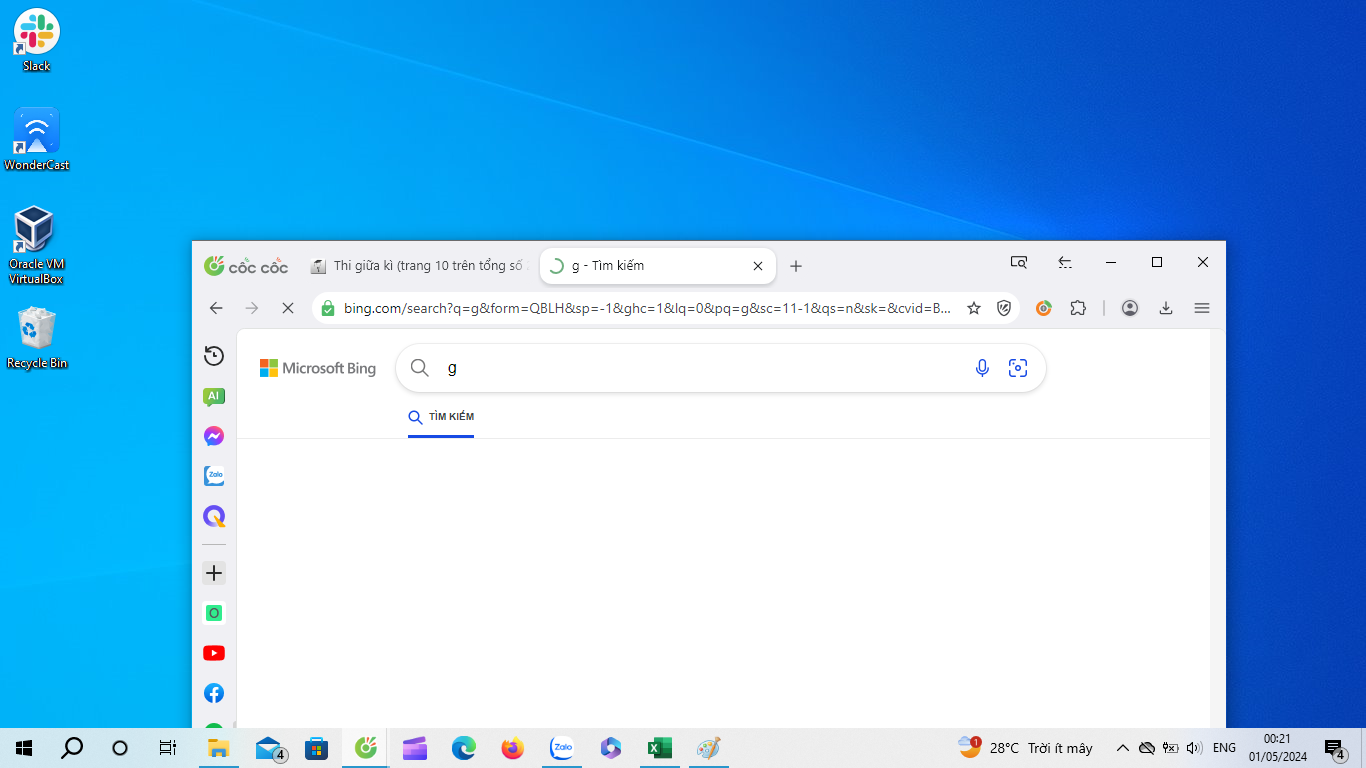 Slack
WonderCast
Oracle VM
VirtualBox
Recycle Bin
cốc cốc
Thi giữa kì (trang 10 trên tổng số
g - Tìm kiếm
bing.com/search?q=g&form=QBLH&sp=-1&ghc=1&lq=0&pq=g&sc=11-1&qs=n&sk=&cvid=B...
AI
Microsoft Bing
g
TÌM KIẾM
Zalo
O
4
Zalo
1
28°C Trời ít mây
ENG
00:21
01/05/2024
4